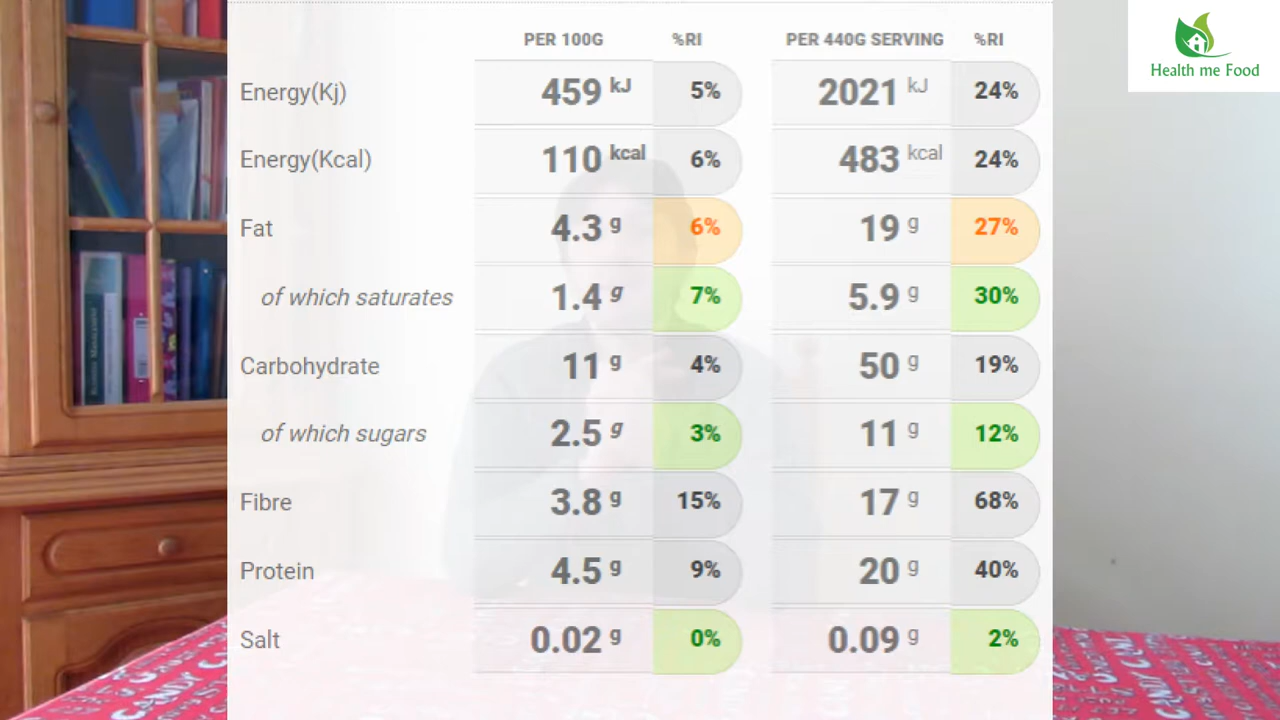 PER 100G %RI PER 440G SERVING %RI
Health me Food
Energy(Kj) 459 kJ 5% 2021 kJ 24%
Energy(Kcal) 110 kcal 6% 483 kcal 24%
Fat 4.3 g 6% 19 g 27%
of which saturates 1.4 g 7% 5.9 g 30%
Carbohydrate 11 g 4% 50 g 19%
of which sugars 2.5 g 3% 11 g 12%
Fibre 3.8 g 15% 17 g 68%
Protein 4.5 g 9% 20 g 40%
Salt 0.02 g 0% 0.09 g 2%
CANDY
CANDY